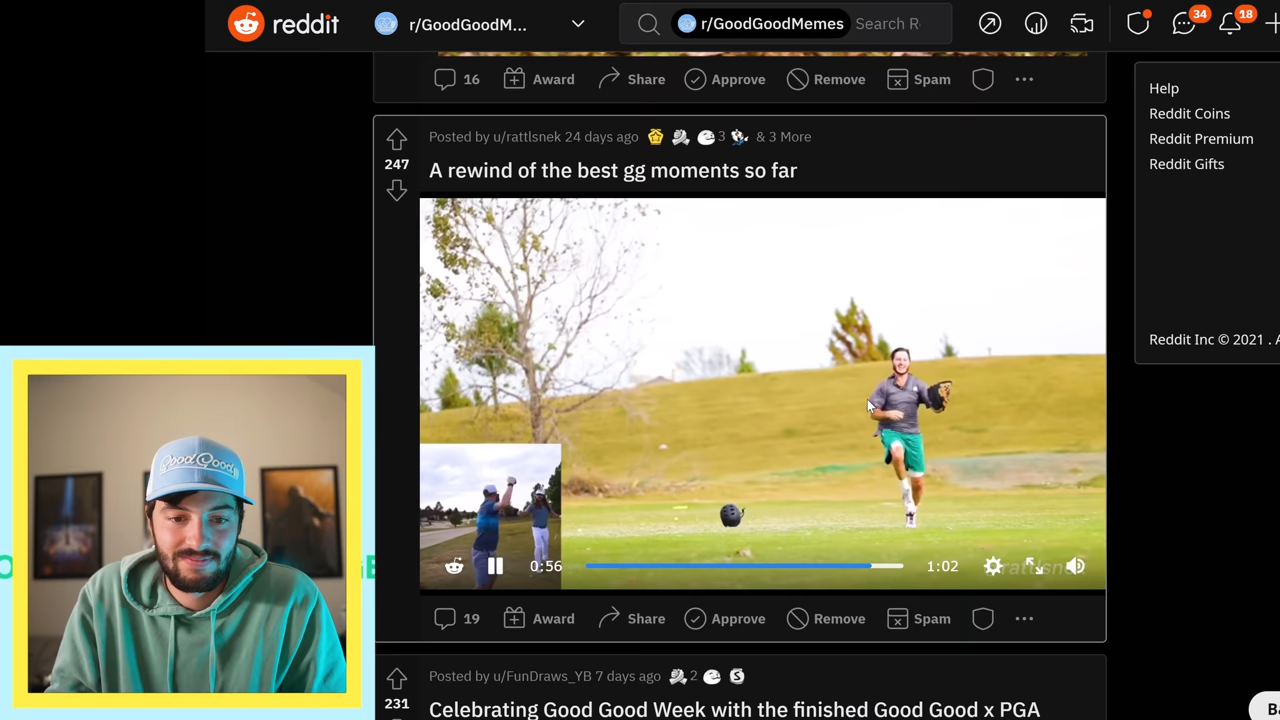 reddit
r/GoodGoodM...
r/GoodGoodMemes
Search R
34
18
16
Award
Share
Approve
Remove
Spam
Help
Reddit Coins
Reddit Premium
Reddit Gifts
Reddit Inc © 2021 . A
Posted by u/rattlsnek 24 days ago
3
& 3 More
247
A rewind of the best gg moments so far
GoodGood
0:56
1:02
rattlsne
19
Award
Share
Approve
Remove
Spam
Posted by u/FunDraws_YB 7 days ago
2
231
Celebrating Good Good Week with the finished Good Good x PGA